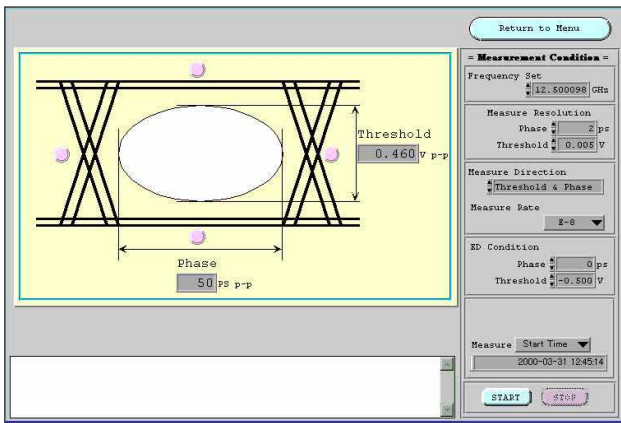 Return to Menu
= Measurement Condition =
Frequency Set
12.500098 GHz
Measure Resolution
Phase 2 ps
Threshold 0.005 V
Measure Direction
Threshold & Phase
Measure Rate
E-8
ED Condition
Phase 0 ps
Threshold -0.500 V
Measure Start Time
2000-03-31 12:45:14
START STOP
Threshold
0.460 V p-p
Phase
50 PS p-p